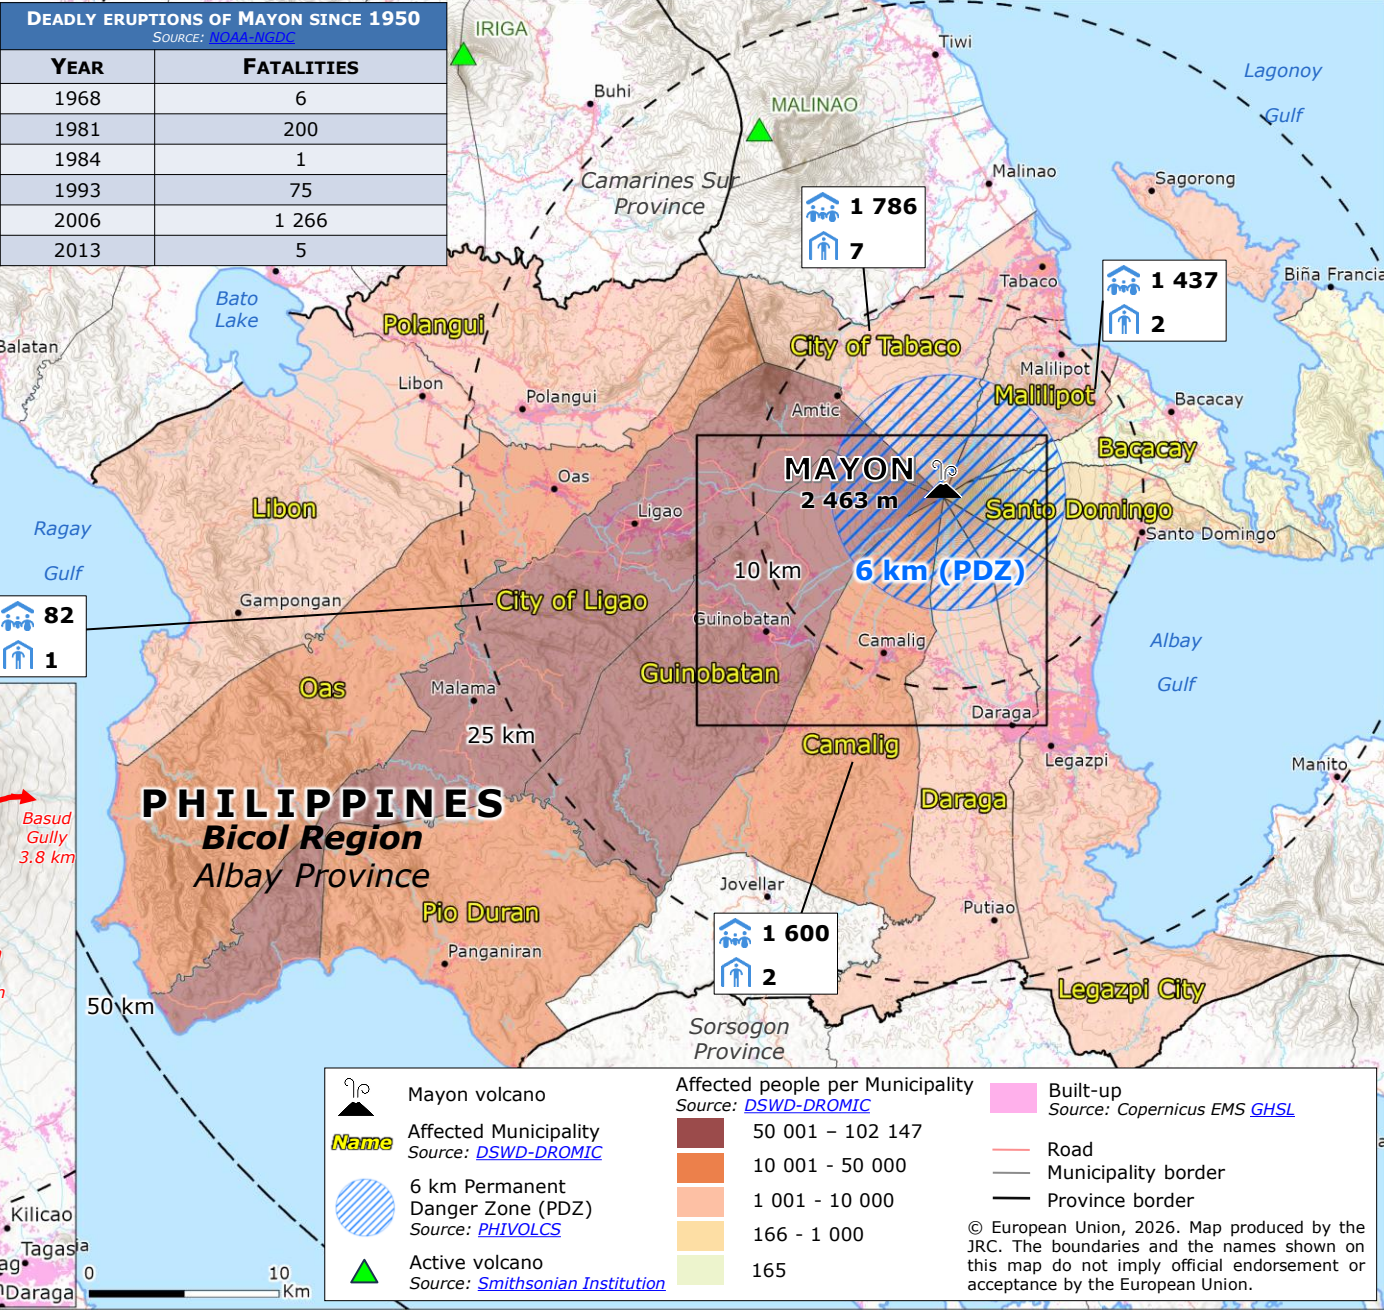 DEADLY ERUPTIONS OF MAYON SINCE 1950
SOURCE: NOAA-NGDC
YEAR FATALITIES
1968 6
1981 200
1984 1
1993 75
2006 1 266
2013 5
IRIGA
Buhi
Tiwi
Lagonoy
Gulf
MALINAO
Camarines Sur
Province
Malinao
Sagorong
1 786
7
Tabaco
Biña Francia
1 437
2
Bato
Lake
Polangui
City of Tabaco
Balatan
Libon
Polangui
Malilipot
Malilipot
Amtic
Bacacay
Bacacay
MAYON
2 463 m
Oas
Libon
Ligao
Santo Domingo
Santo Domingo
Ragay
Gulf
10 km
6 km (PDZ)
Gampongan
City of Ligao
82
1
Guinobatan
Camalig
Albay
Gulf
Guinobatan
Oas
Malama
25 km
Daraga
Camalig
Legazpi
Manito
PHILIPPINES
Bicol Region
Albay Province
Daraga
Basud
Gully
3.8 km
Jovellar
Pio Duran
Putiao
1 600
2
Panganiran
Legazpi City
50 km
Sorsogon
Province
Mayon volcano
Name Affected Municipality
Source: DSWD-DROMIC
6 km Permanent
Danger Zone (PDZ)
Source: PHIVOLCS
Active volcano
Source: Smithsonian Institution
Affected people per Municipality
Source: DSWD-DROMIC
50 001 – 102 147
10 001 - 50 000
1 001 - 10 000
166 - 1 000
165
Built-up
Source: Copernicus EMS GHSL
Road
Municipality border
Province border
© European Union, 2026. Map produced by the
JRC. The boundaries and the names shown on
this map do not imply official endorsement or
acceptance by the European Union.
Kilicao
Tagas
Daraga
0 10
Km